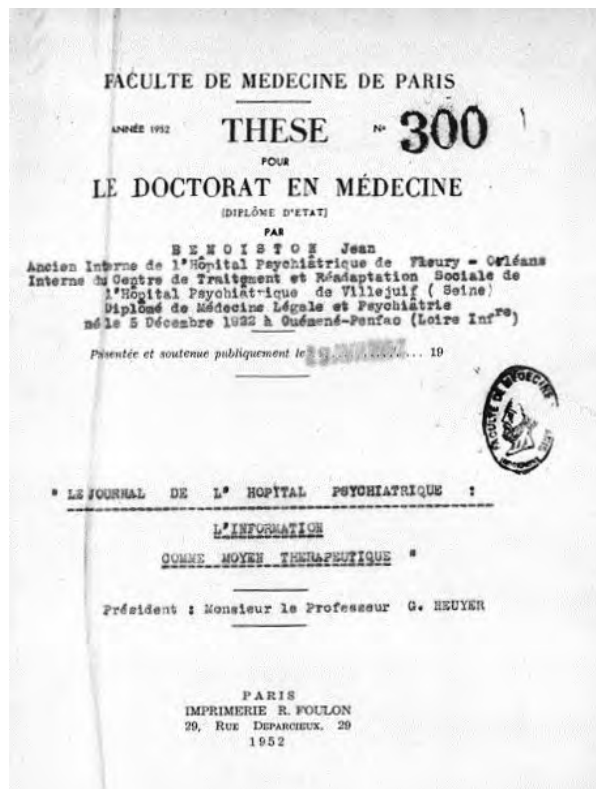 FACULTE DE MEDECINE DE PARIS
ANNÉE 1952 THESE N° 300
POUR
LE DOCTORAT EN MÉDECINE
(DIPLÔME D'ETAT)
PAR
BENOISTON Jean
Ancien Interne de l'Hôpital Psychiâtrique de Fleury - Orléans
Interne du Centre de Traitement et Réadaptation Sociale de
l'Hôpital Psychiâtrique de Villejuif ( Seine)
Diplômé de Médecine Légale et Psychiâtrie
né le 5 Décembre 1922 à Guémené-Penfao (Loire Infre)
Présentée et soutenue publiquement le 19
FACULTE DE MEDECINE
" LE JOURNAL DE L' HOPITAL PSYCHIATRIQUE :
L'INFORMATION
COMME MOYEN THERAPEUTIQUE "
Président : Monsieur le Professeur G. HEUYER
PARIS
IMPRIMERIE R. FOULON
29, RUE DEPARCIEUX, 29
1952